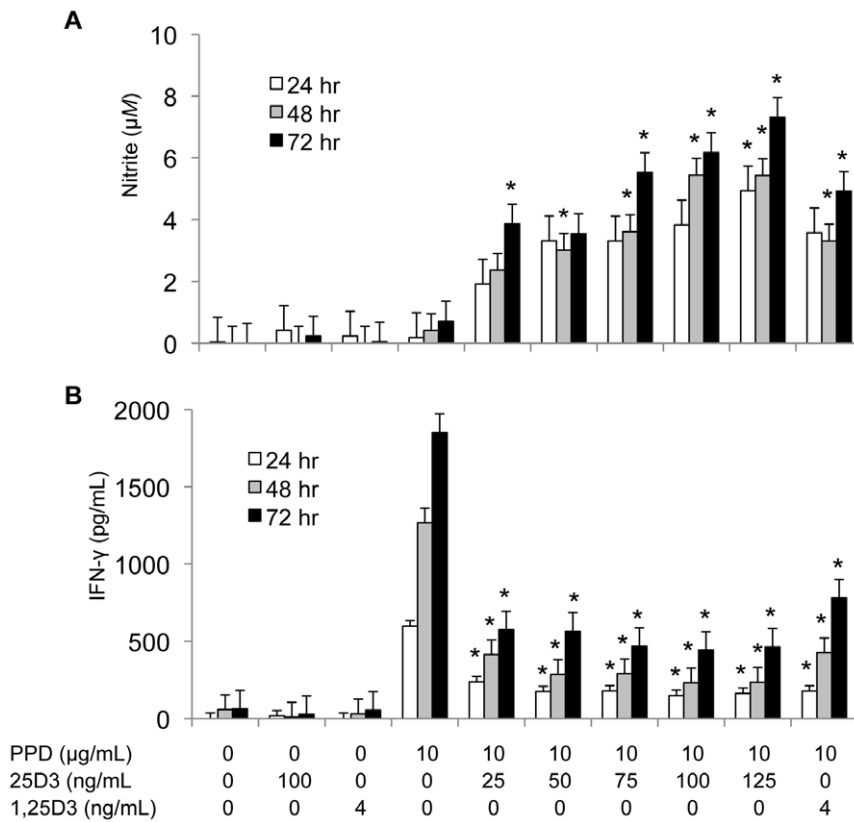 A
10
8
6
4
2
0
Nitrite (µM)
24 hr
48 hr
72 hr
* * * * * * * * * * * *
B
2000
1500
1000
500
0
IFN-γ (pg/mL)
24 hr
48 hr
72 hr
* * * * * * * * * * * * * * * * * *
PPD (µg/mL) 0 0 0 10 10 10 10 10 10 10
25D3 (ng/mL 0 100 0 0 25 50 75 100 125 0
1,25D3 (ng/mL) 0 0 4 0 0 0 0 0 0 4